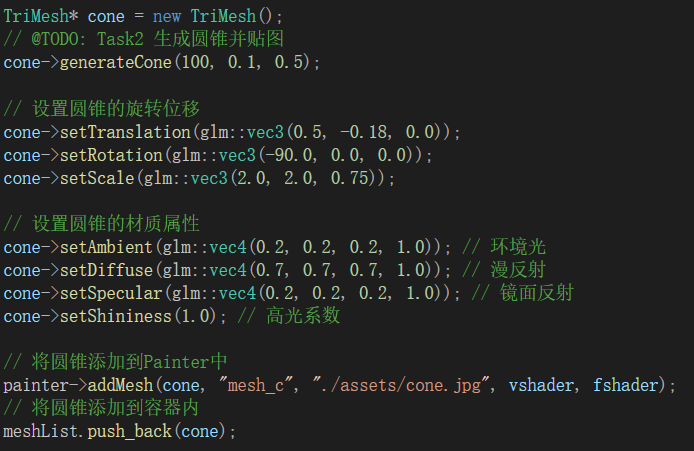 TriMesh* cone = new TriMesh();
// @TODO: Task2 生成圆锥并贴图
cone->generateCone(100, 0.1, 0.5);
// 设置圆锥的旋转位移
cone->setTranslation(glm::vec3(0.5, -0.18, 0.0));
cone->setRotation(glm::vec3(-90.0, 0.0, 0.0));
cone->setScale(glm::vec3(2.0, 2.0, 0.75));
// 设置圆锥的材质属性
cone->setAmbient(glm::vec4(0.2, 0.2, 0.2, 1.0)); // 环境光
cone->setDiffuse(glm::vec4(0.7, 0.7, 0.7, 1.0)); // 漫反射
cone->setSpecular(glm::vec4(0.2, 0.2, 0.2, 1.0)); // 镜面反射
cone->setShininess(1.0); // 高光系数
// 将圆锥添加到Painter中
painter->addMesh(cone, "mesh_c", "./assets/cone.jpg", vshader, fshader);
// 将圆锥添加到容器内
meshList.push_back(cone);